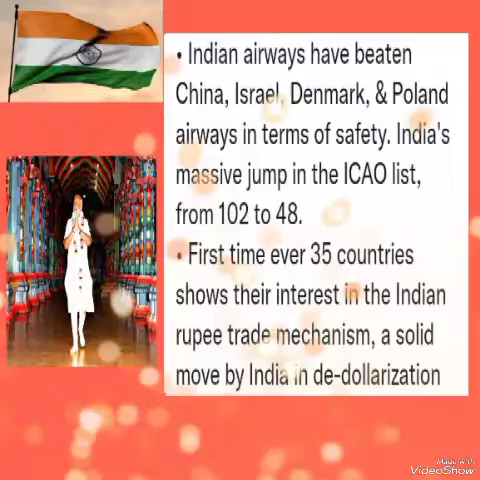 • Indian airways have beaten
China, Israel, Denmark, & Poland
airways in terms of safety. India's
massive jump in the ICAO list,
from 102 to 48.
• First time ever 35 countries
shows their interest in the Indian
rupee trade mechanism, a solid
move by India in de-dollarization
Made with
VideoShow